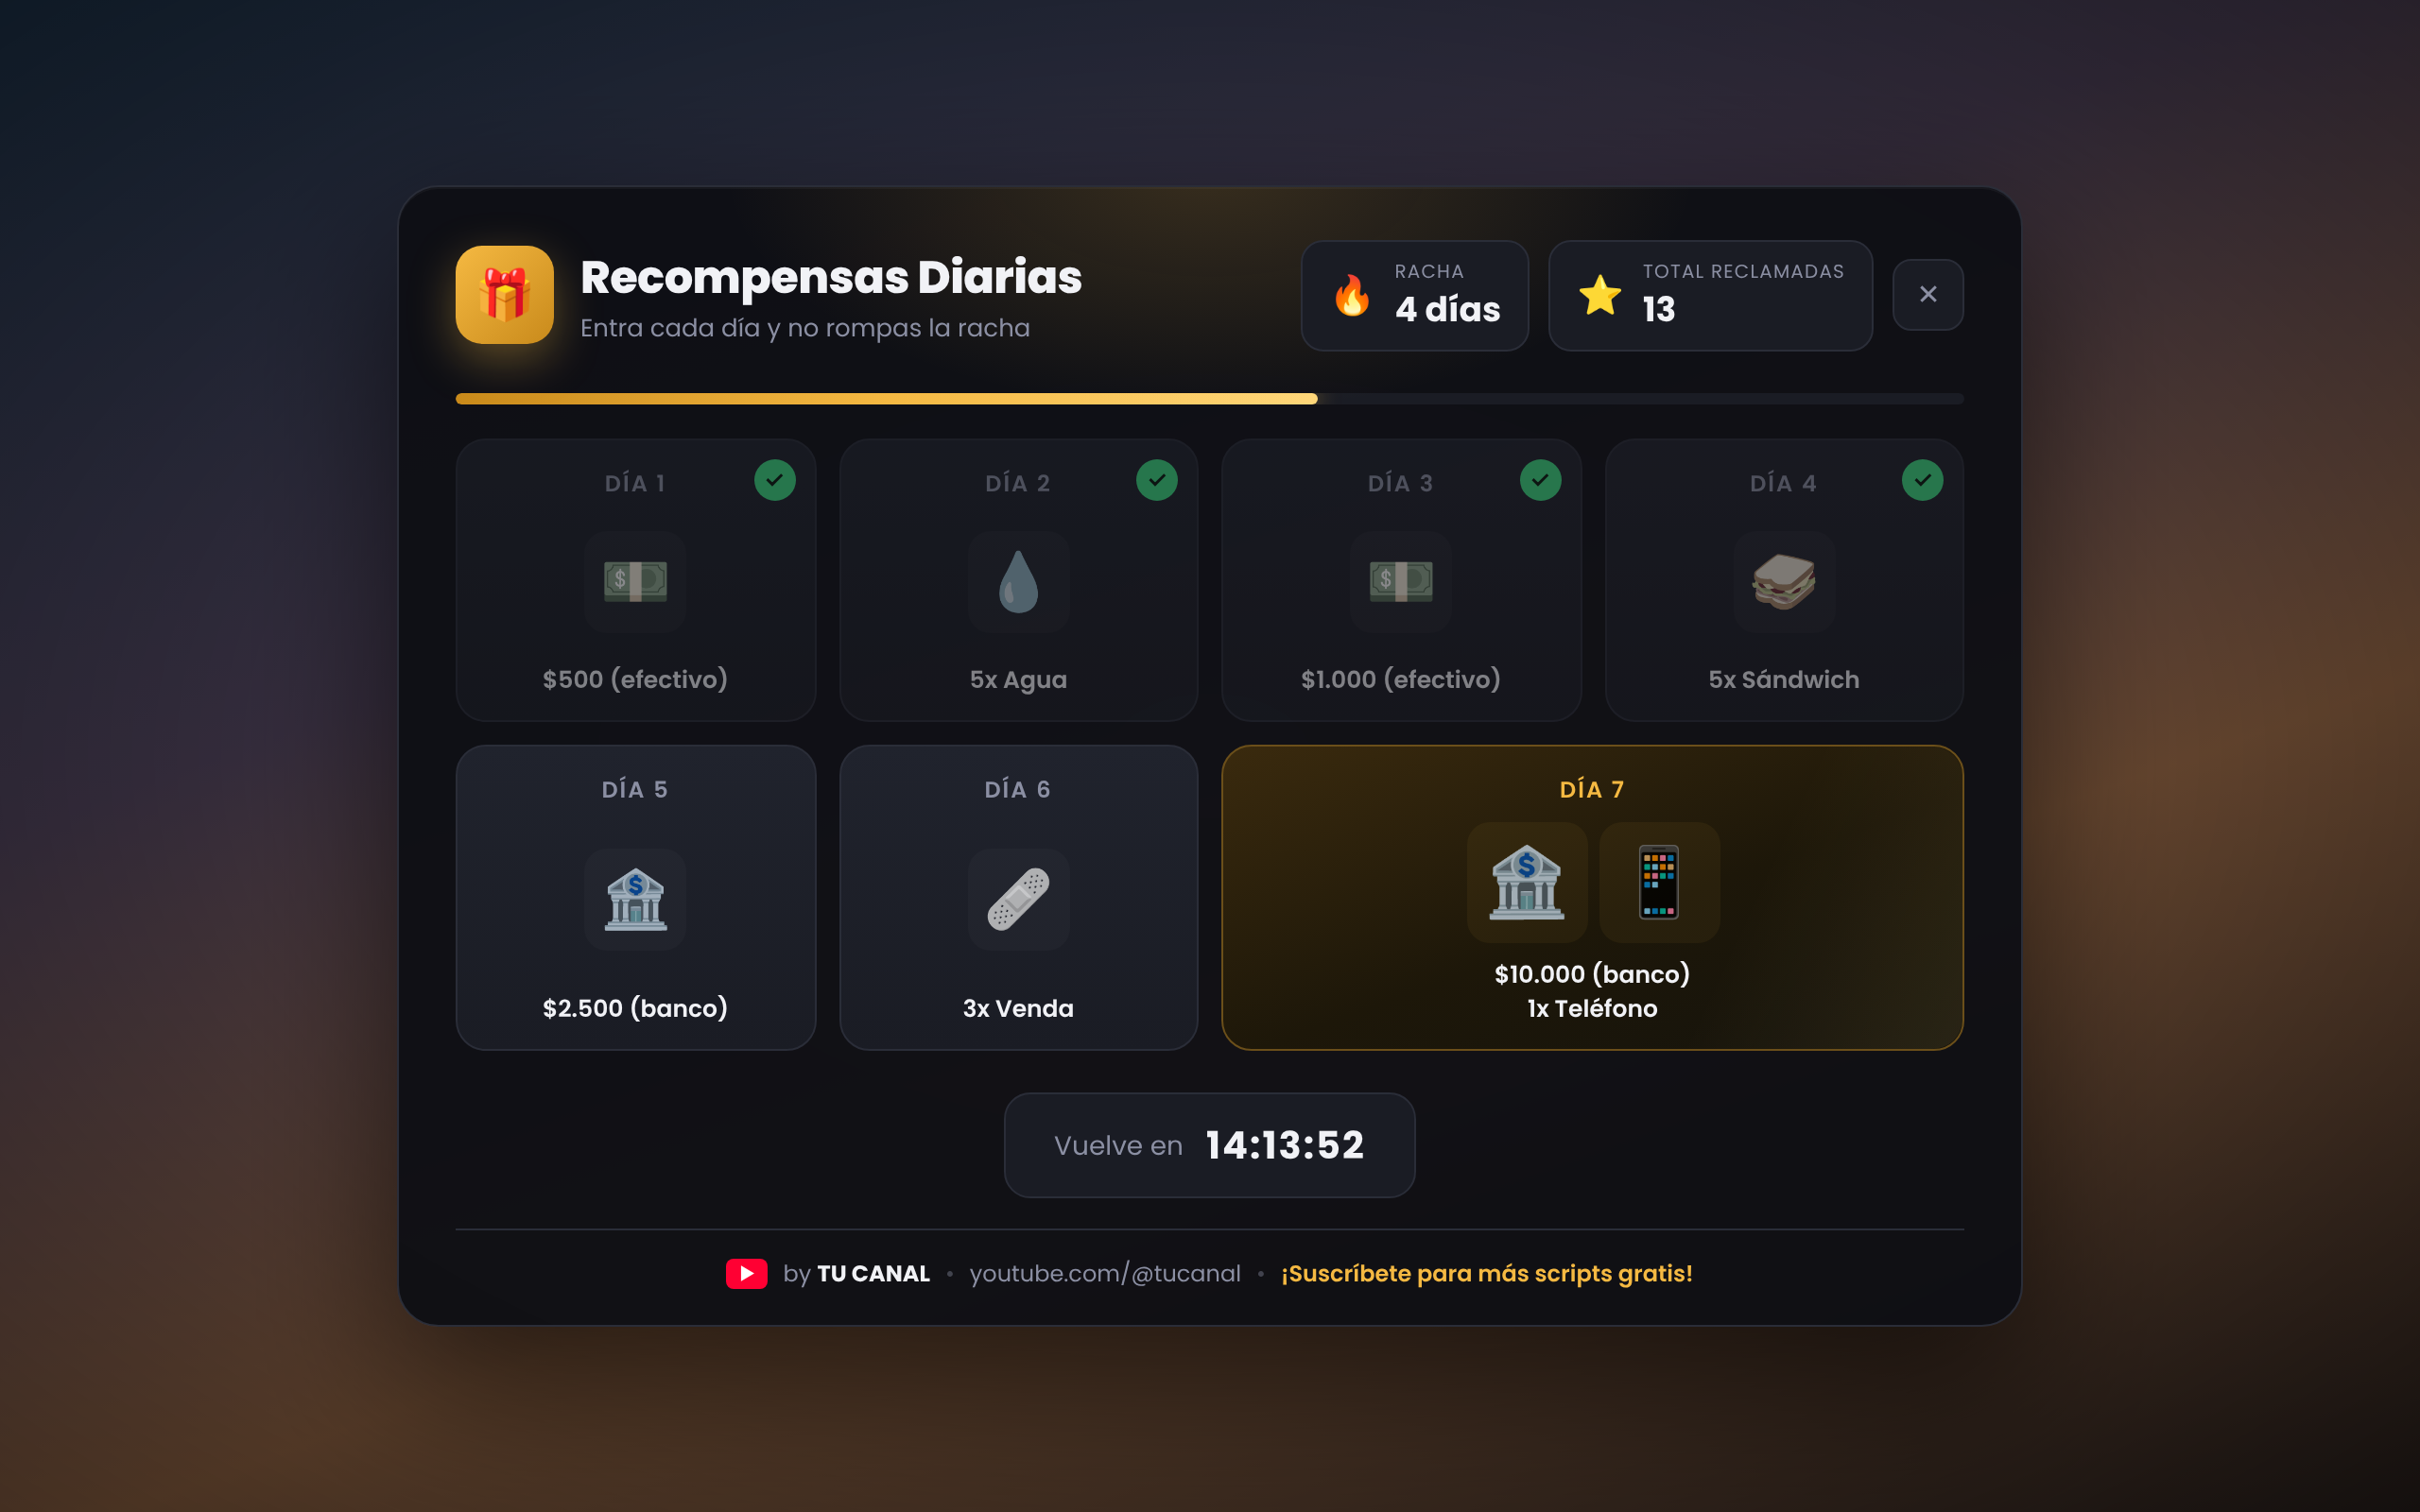 Recompensas Diarias
Entra cada día y no rompas la racha
RACHA
4 días
TOTAL RECLAMADAS
13
DÍA 1
$500 (efectivo)
DÍA 2
5x Agua
DÍA 3
$1.000 (efectivo)
DÍA 4
5x Sándwich
DÍA 5
$2.500 (banco)
DÍA 6
3x Venda
DÍA 7
$10.000 (banco)
1x Teléfono
Vuelve en 14:13:52
by TU CANAL • youtube.com/@tucanal • ¡Suscríbete para más scripts gratis!